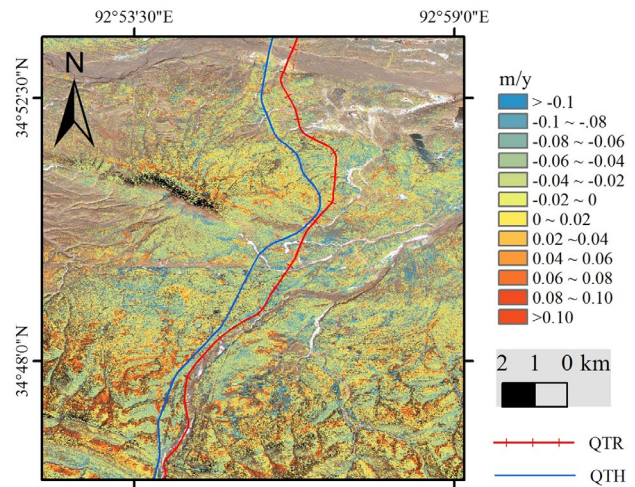 92°53'30"E
92°59'0"E
34°52'30"N
34°48'0"N
N
m/y
> -0.1
-0.1 ~ -.08
-0.08 ~ -0.06
-0.06 ~ -0.04
-0.04 ~ -0.02
-0.02 ~ 0
0 ~ 0.02
0.02 ~0.04
0.04 ~ 0.06
0.06 ~ 0.08
0.08 ~ 0.10
>0.10
2 1 0 km
QTR
QTH